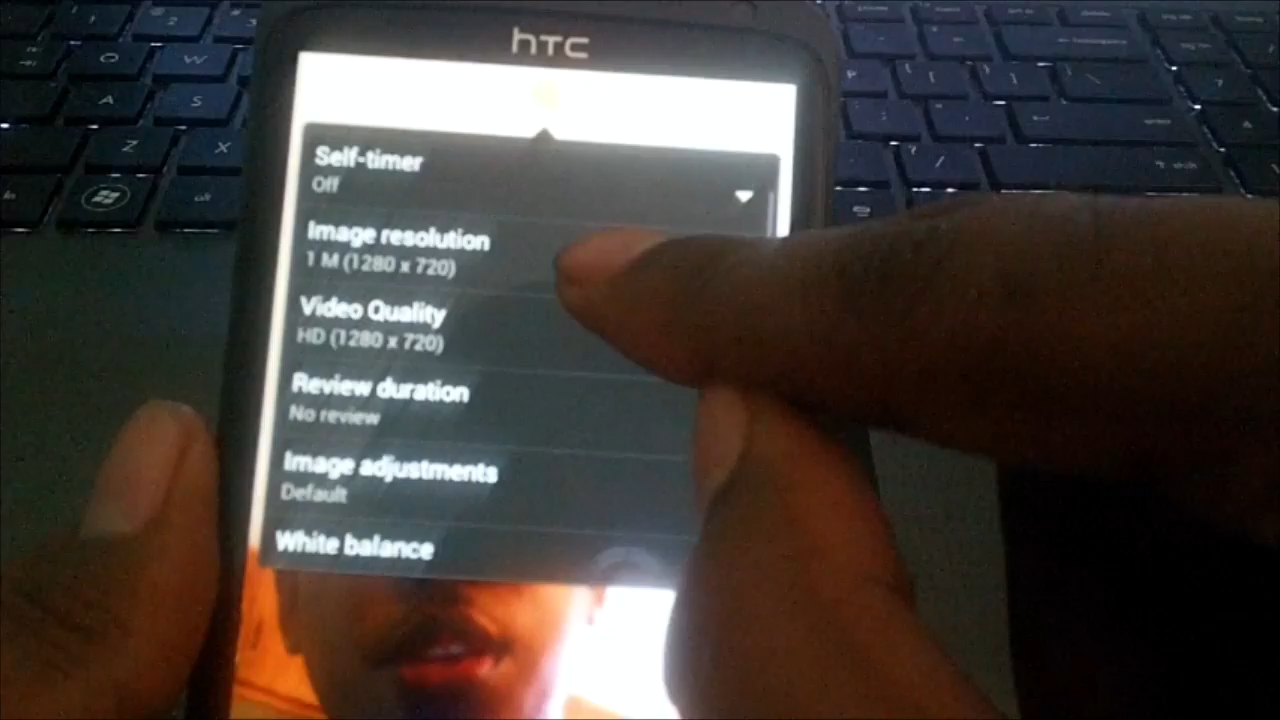 hTC
Self-timer
Off
Image resolution
1 M (1280 x 720)
Video Quality
HD (1280 x 720)
Review duration
No review
Image adjustments
Default
White balance
Q
W
A
S
Z
X